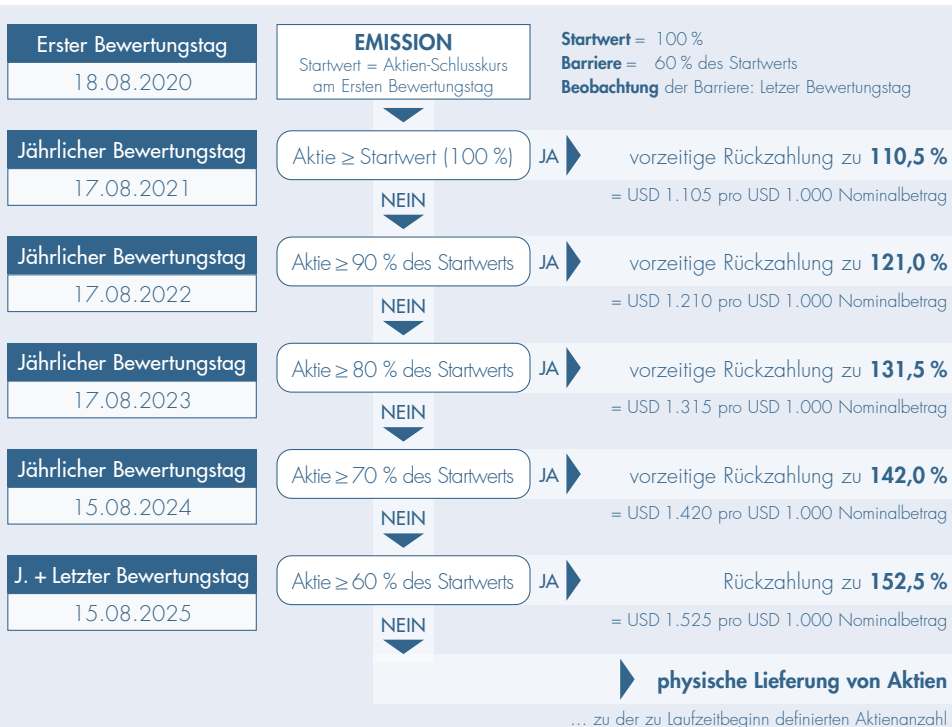 Erster Bewertungstag
18.08.2020
EMISSION
Startwert = Aktien-Schlusskurs
am Ersten Bewertungstag
Startwert = 100 %
Barriere = 60 % des Startwerts
Beobachtung der Barriere: Letzer Bewertungstag
Jährlicher Bewertungstag
17.08.2021
Aktie ≥ Startwert (100 %)
JA
vorzeitige Rückzahlung zu 110,5 %
= USD 1.105 pro USD 1.000 Nominalbetrag
NEIN
Jährlicher Bewertungstag
17.08.2022
Aktie ≥ 90 % des Startwerts
JA
vorzeitige Rückzahlung zu 121,0 %
= USD 1.210 pro USD 1.000 Nominalbetrag
NEIN
Jährlicher Bewertungstag
17.08.2023
Aktie ≥ 80 % des Startwerts
JA
vorzeitige Rückzahlung zu 131,5 %
= USD 1.315 pro USD 1.000 Nominalbetrag
NEIN
Jährlicher Bewertungstag
15.08.2024
Aktie ≥ 70 % des Startwerts
JA
vorzeitige Rückzahlung zu 142,0 %
= USD 1.420 pro USD 1.000 Nominalbetrag
NEIN
J. + Letzter Bewertungstag
15.08.2025
Aktie ≥ 60 % des Startwerts
JA
Rückzahlung zu 152,5 %
= USD 1.525 pro USD 1.000 Nominalbetrag
NEIN
physische Lieferung von Aktien
... zu der zu Laufzeitbeginn definierten Aktienanzahl